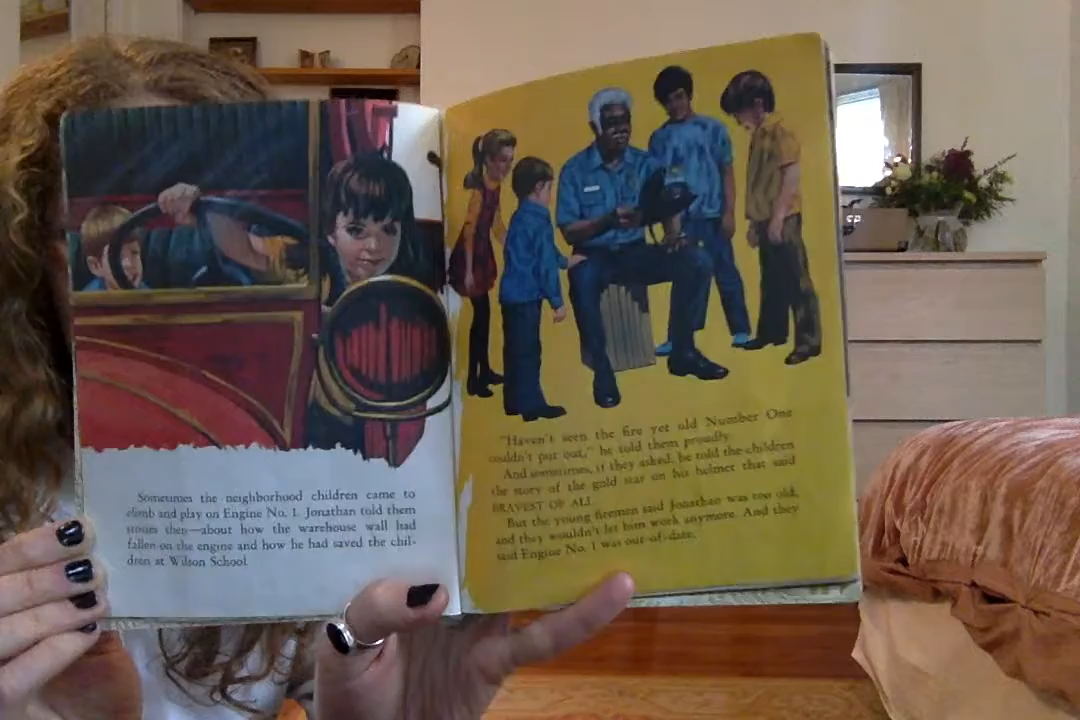 Sometimes the neighborhood children came to
climb and play on Engine No. 1. Jonathan told them
stories then—about how the warehouse wall had
fallen on the engine and how he had saved the chil-
dren at Wilson School.
"Haven't seen the fire yet old Number One
couldn't put out," he told them proudly.
And sometimes, if they asked, he told the children
the story of the gold star on his helmet that said
BRAVEST OF ALL.
But the young firemen said Jonathan was too old,
and they wouldn't let him work anymore. And they
said Engine No. 1 was out-of-date.